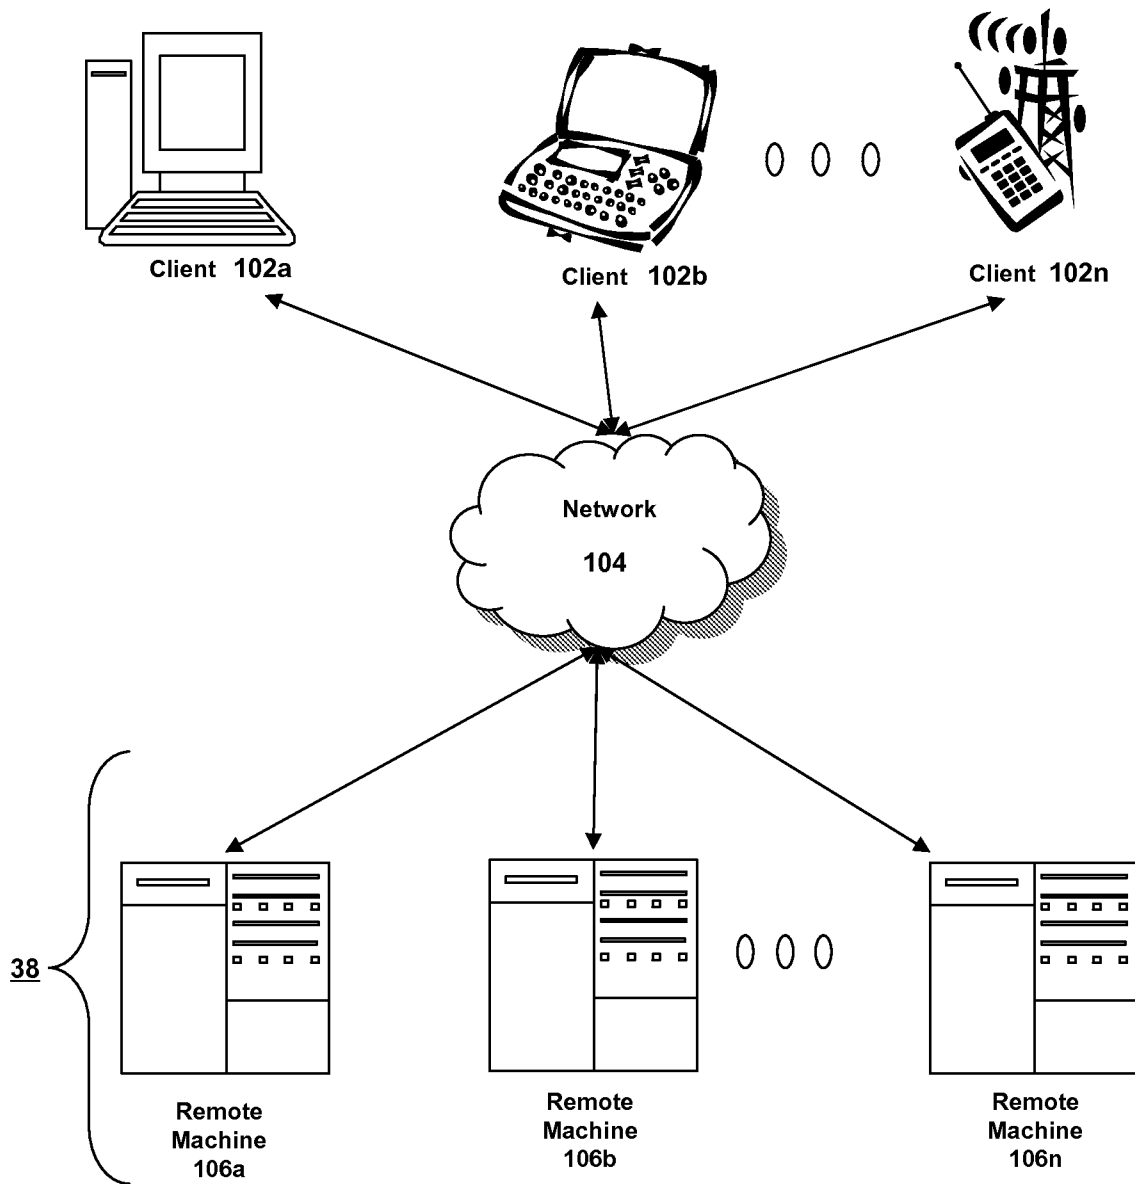 Client 102a
Client 102b
Client 102n
Network
104
38
Remote
Machine
106a
Remote
Machine
106b
Remote
Machine
106n